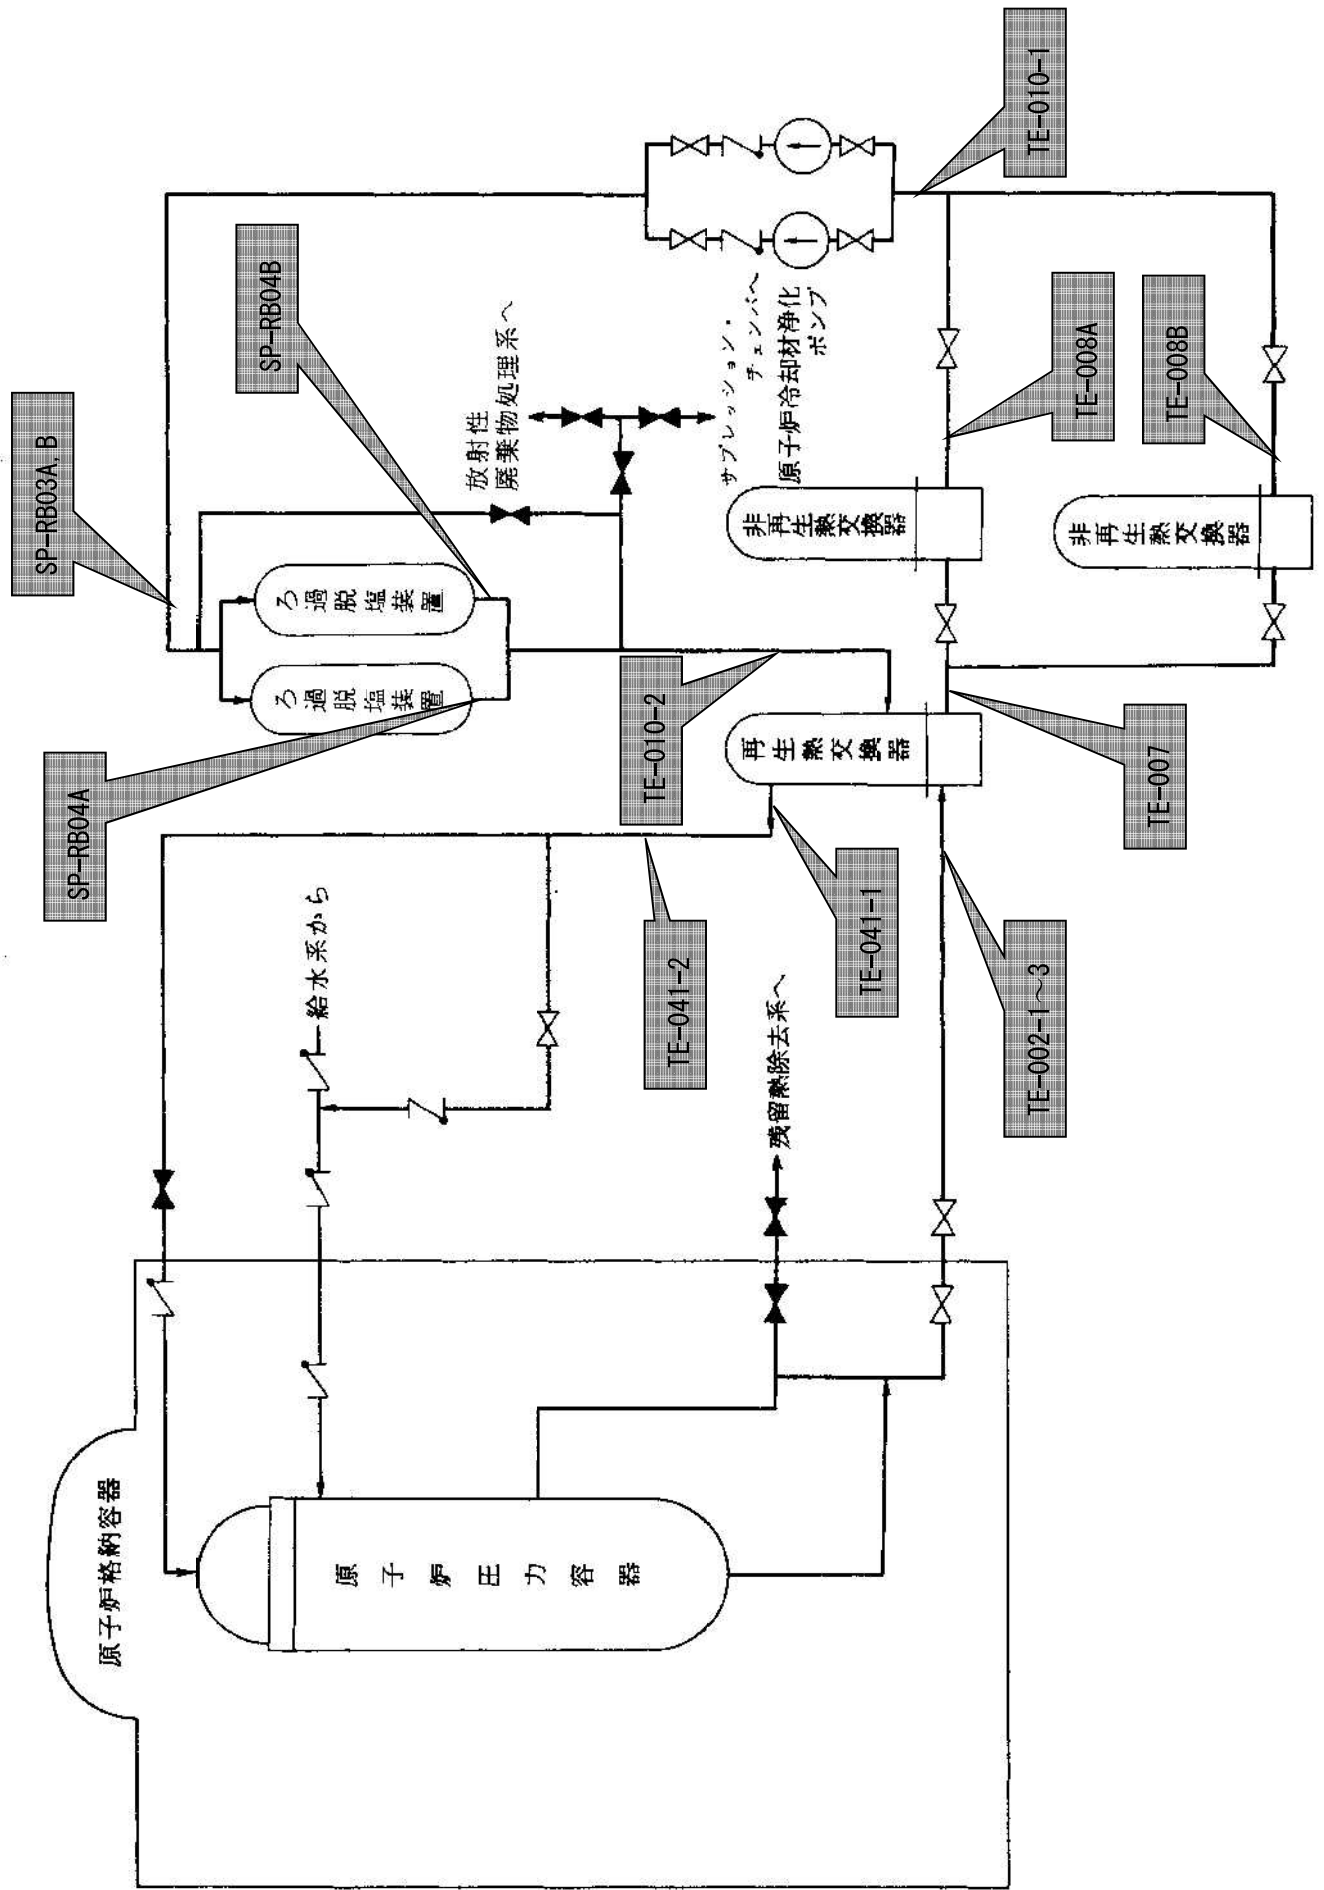 原子炉格納容器
原子炉圧力容器
給水系から
残留熱除去系へ
SP-RB03A,B
SP-RB04A
SP-RB04B
ろ過脱塩装置
ろ過脱塩装置
放射性
廃棄物処理系へ
サプレッション・
チェンバへ
原子炉冷却材浄化
ポンプ
再生熱交換器
非再生熱交換器
非再生熱交換器
TE-010-1
TE-010-2
TE-008A
TE-008B
TE-007
TE-041-1
TE-041-2
TE-002-1～3